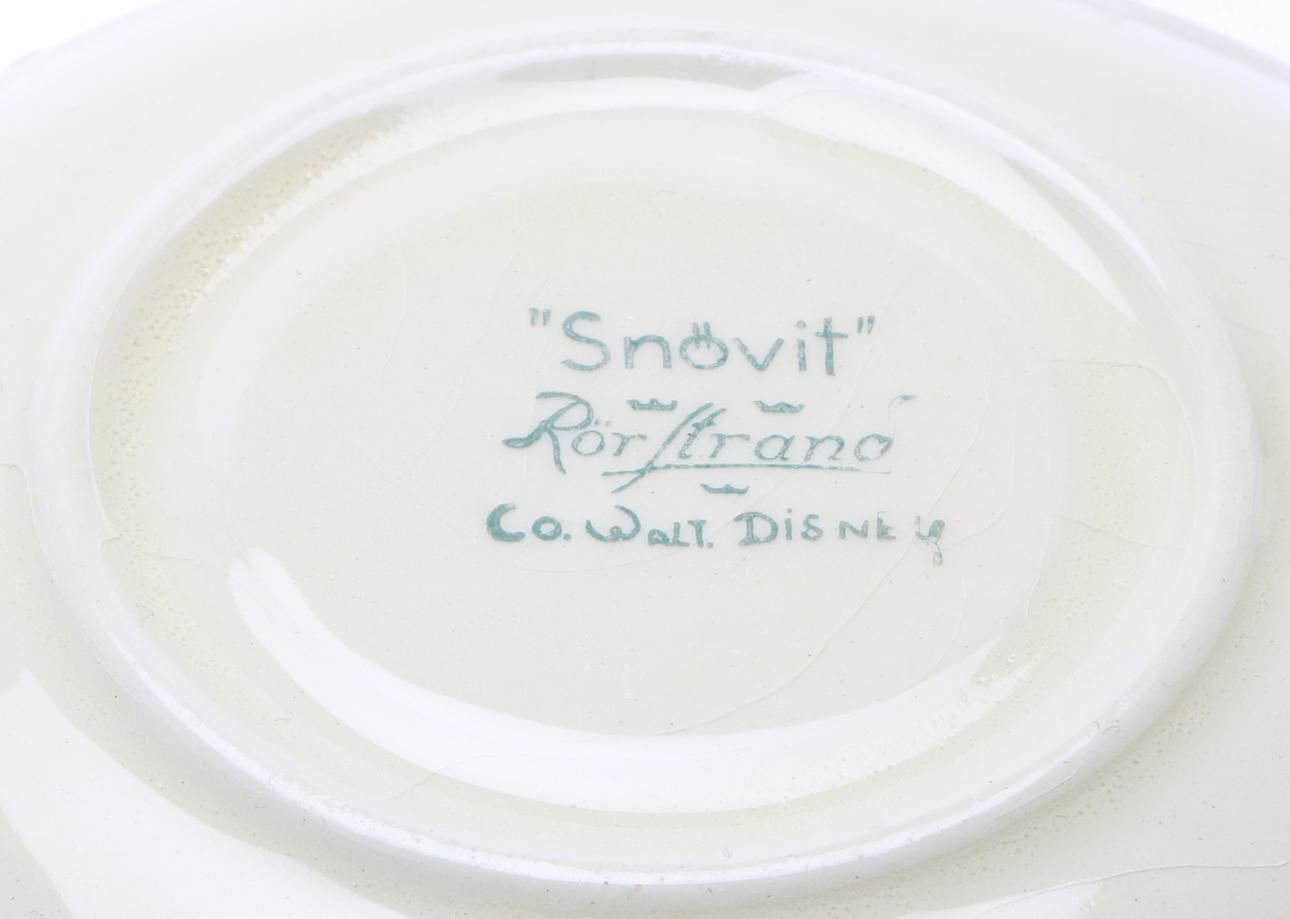 "Snövit"
Rörstrand
Co. Walt. Disney